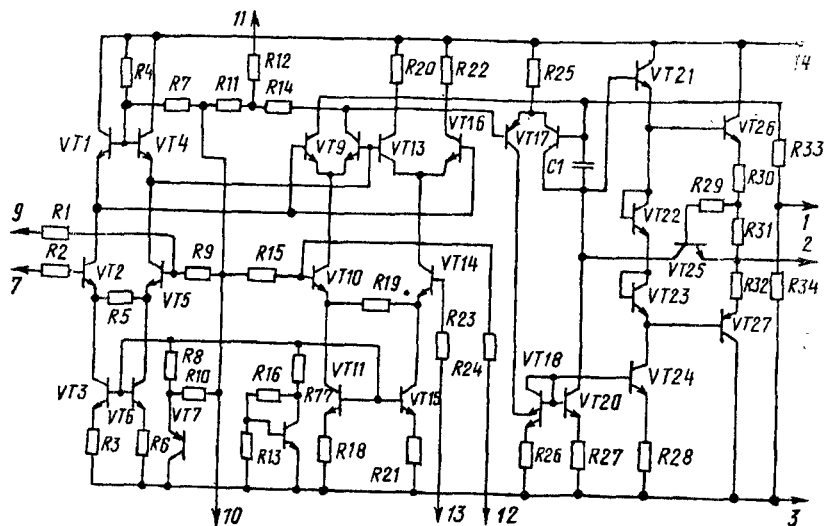 11
R12
R4
R7
R11
R14
R20
R22
R25
VT21
14
VT1
VT4
VT9
VT13
VT16
VT17
C1
VT26
R33
R30
R29
R31
1
2
9
R1
7
R2
VT2
R9
R15
VT10
VT14
R19
VT22
VT25
R32
R34
R5
VT5
VT23
VT27
R23
R24
R8
R16
R17
VT11
VT18
VT3
VT6
R10
VT7
VT15
VT20
VT24
R3
R6
R13
R18
R21
R26
R27
R28
10
13
12
3